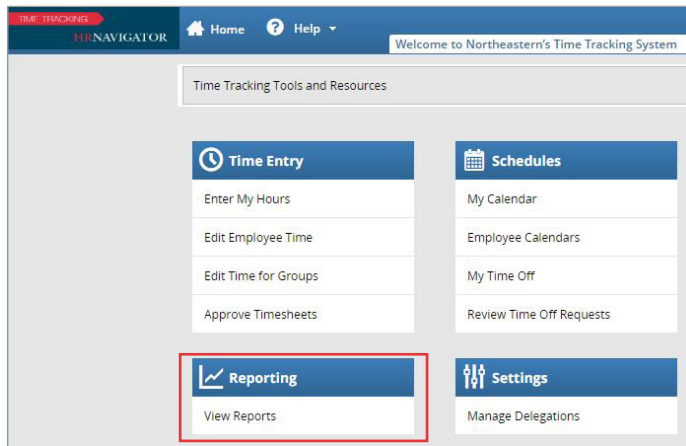 TIME TRACKING
HRNAVIGATOR
Home
Help
Welcome to Northeastern's Time Tracking System
Time Tracking Tools and Resources
Time Entry
Enter My Hours
Edit Employee Time
Edit Time for Groups
Approve Timesheets
Schedules
My Calendar
Employee Calendars
My Time Off
Review Time Off Requests
Reporting
View Reports
Settings
Manage Delegations